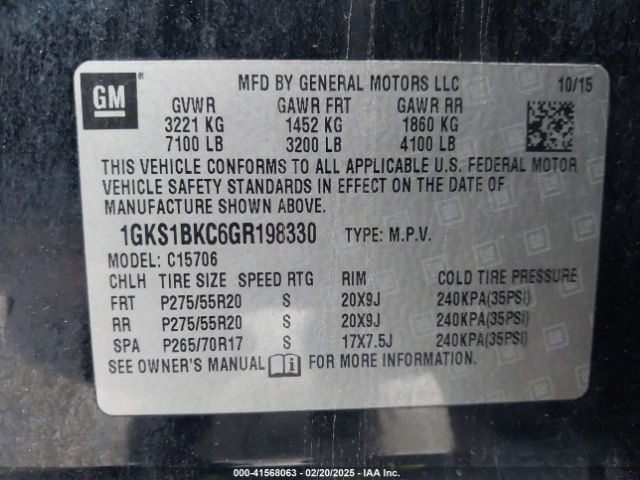 GM
MFD BY GENERAL MOTORS LLC 10/15
GVWR GAWR FRT GAWR RR
3221 KG 1452 KG 1860 KG
7100 LB 3200 LB 4100 LB
THIS VEHICLE CONFORMS TO ALL APPLICABLE U.S. FEDERAL MOTOR
VEHICLE SAFETY STANDARDS IN EFFECT ON THE DATE OF
MANUFACTURE SHOWN ABOVE.
1GKS1BKC6GR198330 TYPE: M.P.V.
MODEL: C15706
CHLH TIRE SIZE SPEED RTG RIM COLD TIRE PRESSURE
FRT P275/55R20 S 20X9J 240KPA(35PSI)
RR P275/55R20 S 20X9J 240KPA(35PSI)
SPA P265/70R17 S 17X7.5J 240KPA(35PSI)
SEE OWNER'S MANUAL FOR MORE INFORMATION.
000-41568063 - 02/20/2025 - IAA Inc.